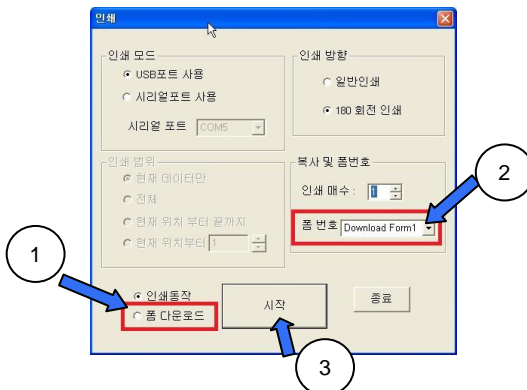 인쇄
인쇄 모드
USB포트 사용
시리얼포트 사용
시리얼 포트 COM5
인쇄 방향
일반인쇄
180 회전 인쇄
인쇄 범위
현재 데이터만
전체
현재 위치 부터 끝까지
현재 위치부터 1
복사 및 폼번호
인쇄 매수 : 1
폼 번호 Download Form1
2
1
인쇄동작
폼 다운로드
시작
종료
3